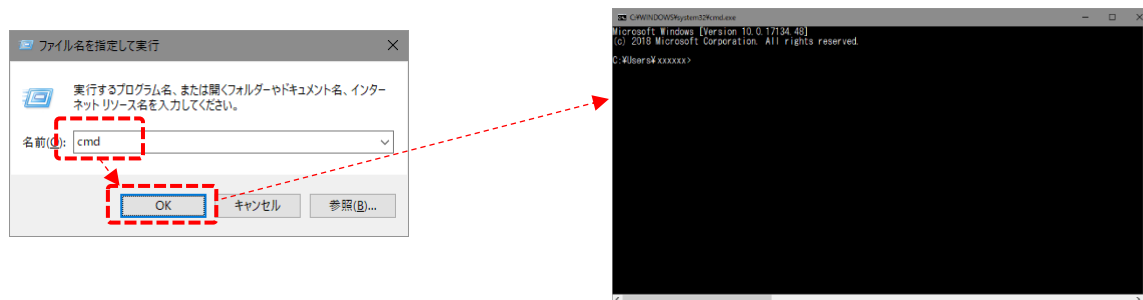 ファイル名を指定して実行
実行するプログラム名、または開くフォルダーやドキュメント名、インター
ネット リソース名を入力してください。
名前(O):
cmd
OK
キャンセル
参照(B)...
C:¥WINDOWS¥system32¥cmd.exe
Microsoft Windows [Version 10.0.17134.48]
(c) 2018 Microsoft Corporation. All rights reserved.
C:¥Users¥xxxxxx>